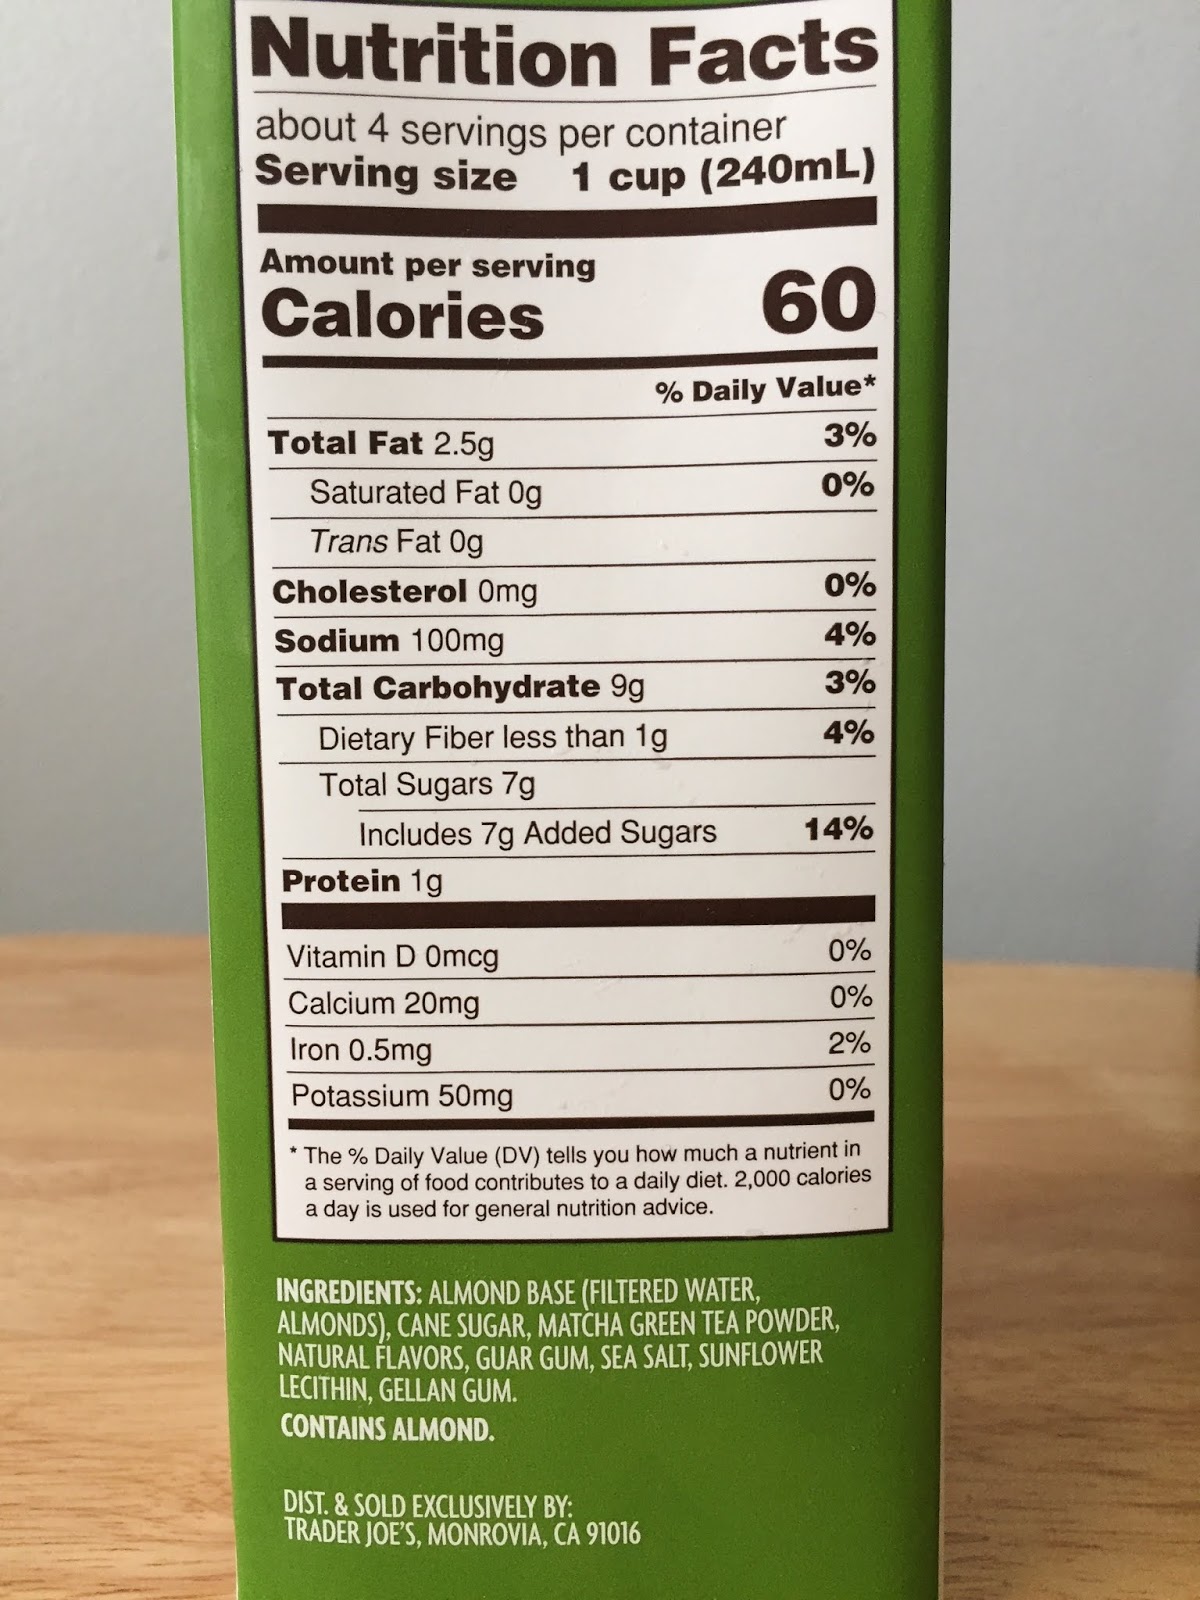 Nutrition Facts
about 4 servings per container
Serving size 1 cup (240mL)
Amount per serving
Calories 60
% Daily Value*
Total Fat 2.5g 3%
Saturated Fat 0g 0%
Trans Fat 0g
Cholesterol 0mg 0%
Sodium 100mg 4%
Total Carbohydrate 9g 3%
Dietary Fiber less than 1g 4%
Total Sugars 7g
Includes 7g Added Sugars 14%
Protein 1g
Vitamin D 0mcg 0%
Calcium 20mg 0%
Iron 0.5mg 2%
Potassium 50mg 0%
* The % Daily Value (DV) tells you how much a nutrient in
a serving of food contributes to a daily diet. 2,000 calories
a day is used for general nutrition advice.
INGREDIENTS: ALMOND BASE (FILTERED WATER,
ALMONDS), CANE SUGAR, MATCHA GREEN TEA POWDER,
NATURAL FLAVORS, GUAR GUM, SEA SALT, SUNFLOWER
LECITHIN, GELLAN GUM.
CONTAINS ALMOND.
DIST. & SOLD EXCLUSIVELY BY:
TRADER JOE'S, MONROVIA, CA 91016